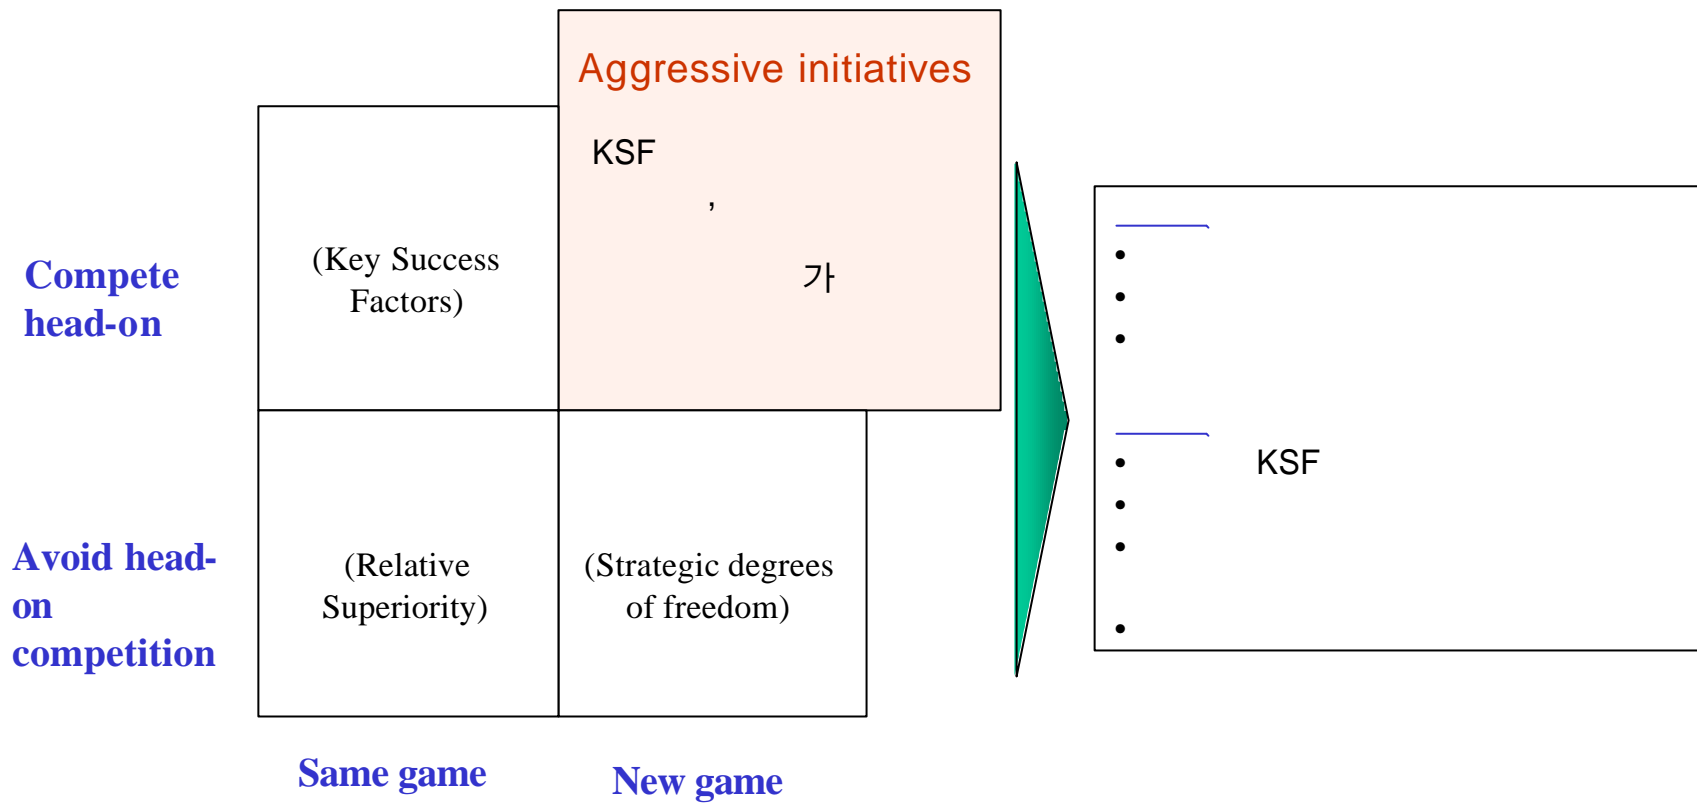 Aggressive initiatives
KSF
,
가
(Key Success
Factors)
Compete
head-on
Avoid head-
on
competition
(Relative
Superiority)
(Strategic degrees
of freedom)
Same game
New game
•
•
•
• KSF
•
•
•